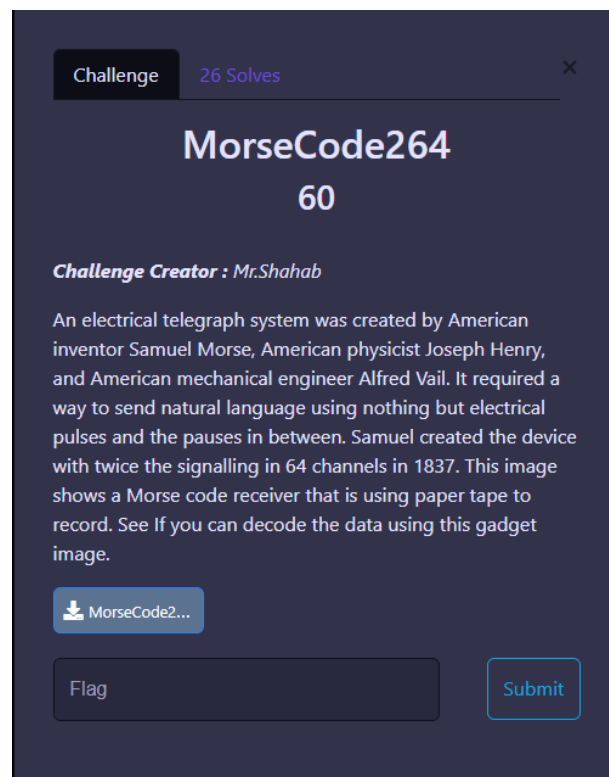 Challenge 26 Solves ×
MorseCode264
60
Challenge Creator : Mr.Shahab
An electrical telegraph system was created by American
inventor Samuel Morse, American physicist Joseph Henry,
and American mechanical engineer Alfred Vail. It required a
way to send natural language using nothing but electrical
pulses and the pauses in between. Samuel created the device
with twice the signalling in 64 channels in 1837. This image
shows a Morse code receiver that is using paper tape to
record. See If you can decode the data using this gadget
image.
MorseCode2...
Flag Submit